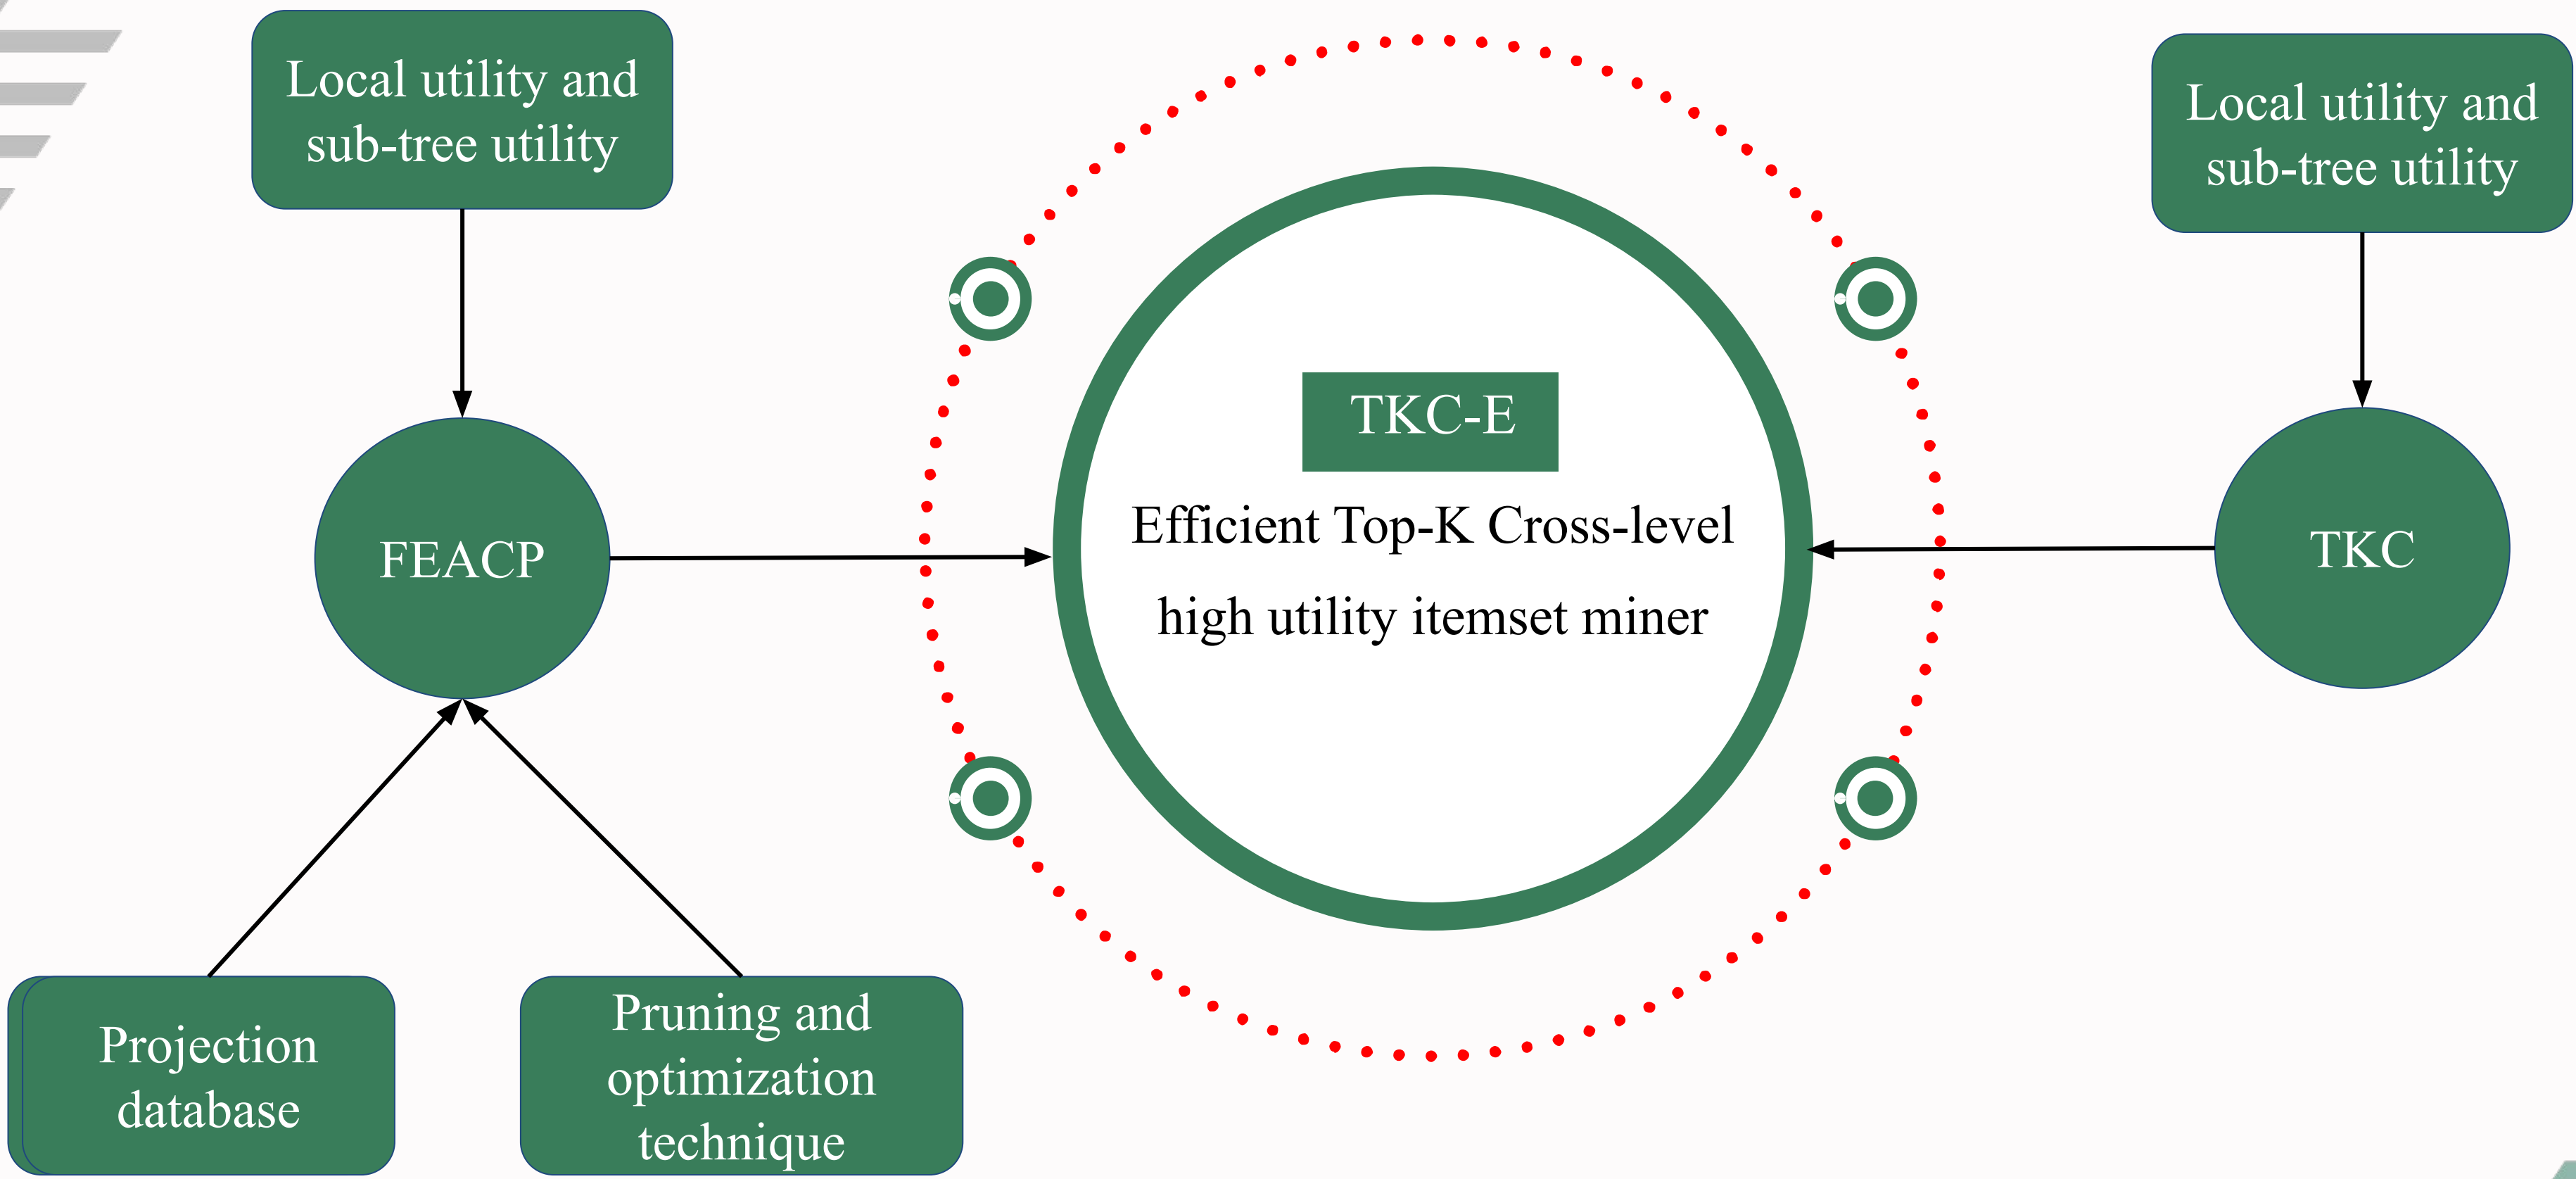 Local utility and
sub-tree utility
Local utility and
sub-tree utility
TKC-E
Efficient Top-K Cross-level
high utility itemset miner
FEACP
TKC
Projection
database
Pruning and
optimization
technique